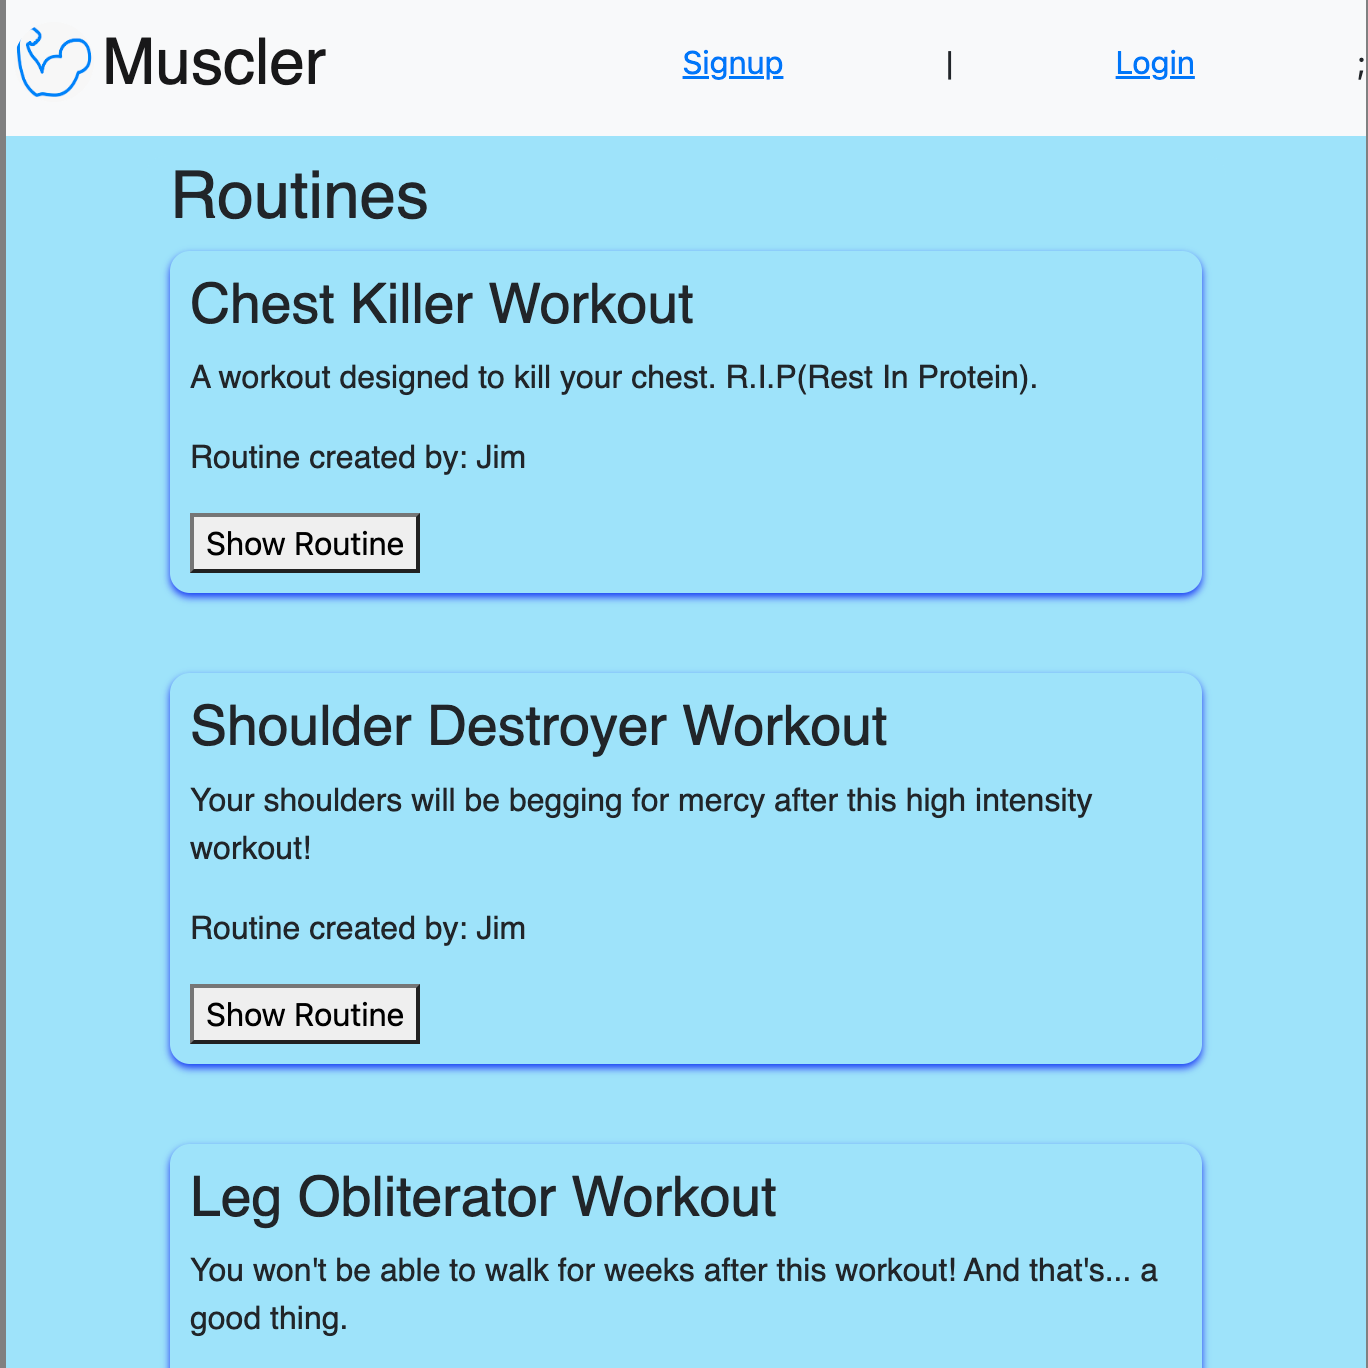 Muscler Signup | Login ;
Routines
Chest Killer Workout
A workout designed to kill your chest. R.I.P(Rest In Protein).
Routine created by: Jim
Show Routine
Shoulder Destroyer Workout
Your shoulders will be begging for mercy after this high intensity
workout!
Routine created by: Jim
Show Routine
Leg Obliterator Workout
You won't be able to walk for weeks after this workout! And that's... a
good thing.